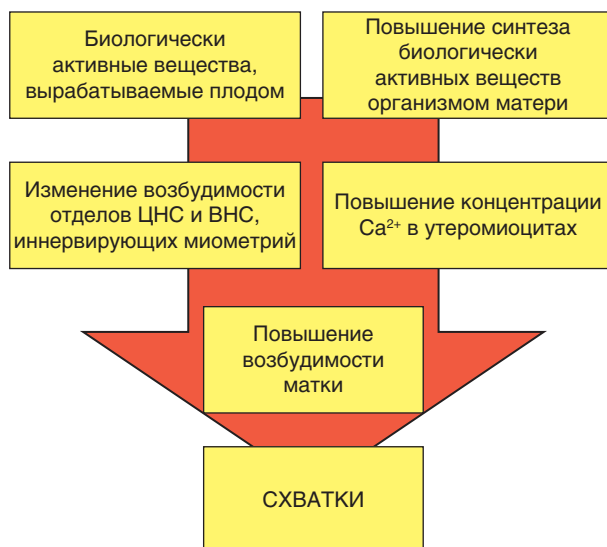 Биологически
активные вещества,
вырабатываемые плодом
Повышение синтеза
биологически
активных веществ
организмом матери
Изменение возбудимости
отделов ЦНС и ВНС,
иннервирующих миометрий
Повышение концентрации
Ca²⁺ в утеромиоцитах
Повышение
возбудимости
матки
СХВАТКИ